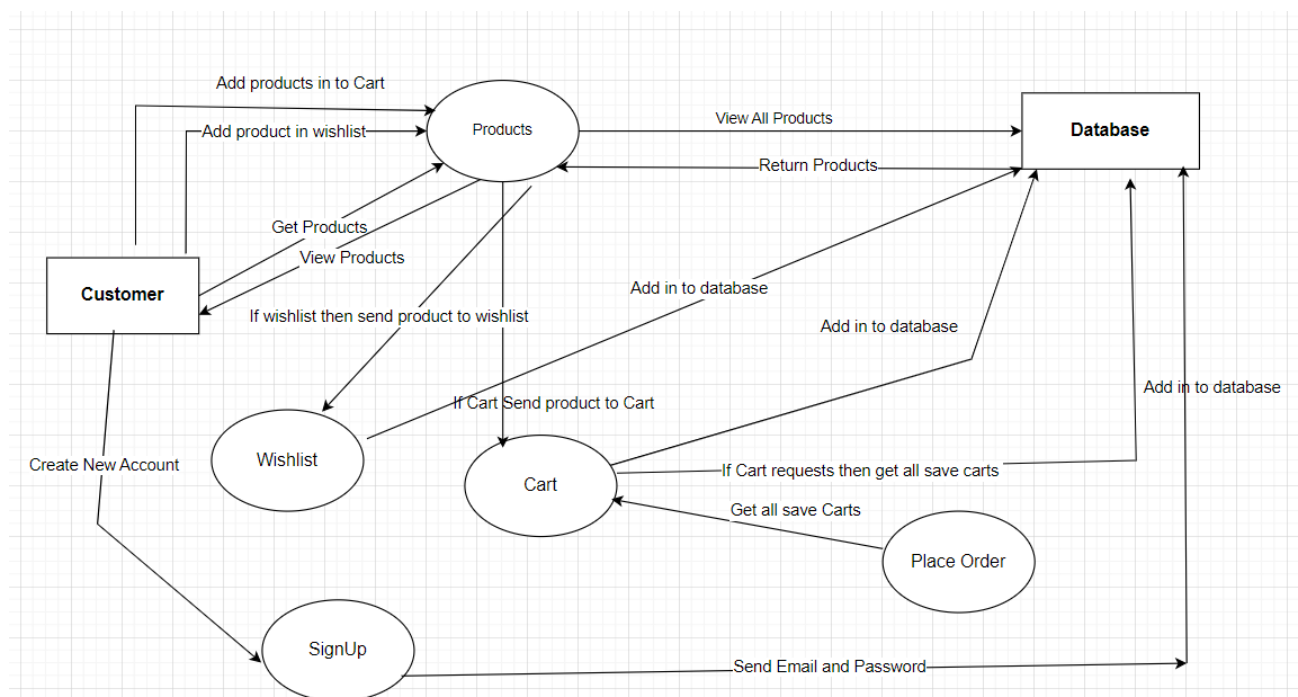 Add products in to Cart
Add product in wishlist
Products
View All Products
Database
Return Products
Get Products
View Products
Customer
Add in to database
If wishlist then send product to wishlist
Add in to database
Add in to database
If Cart Send product to Cart
Wishlist
Create New Account
If Cart requests then get all save carts
Cart
Get all save Carts
Place Order
SignUp
Send Email and Password